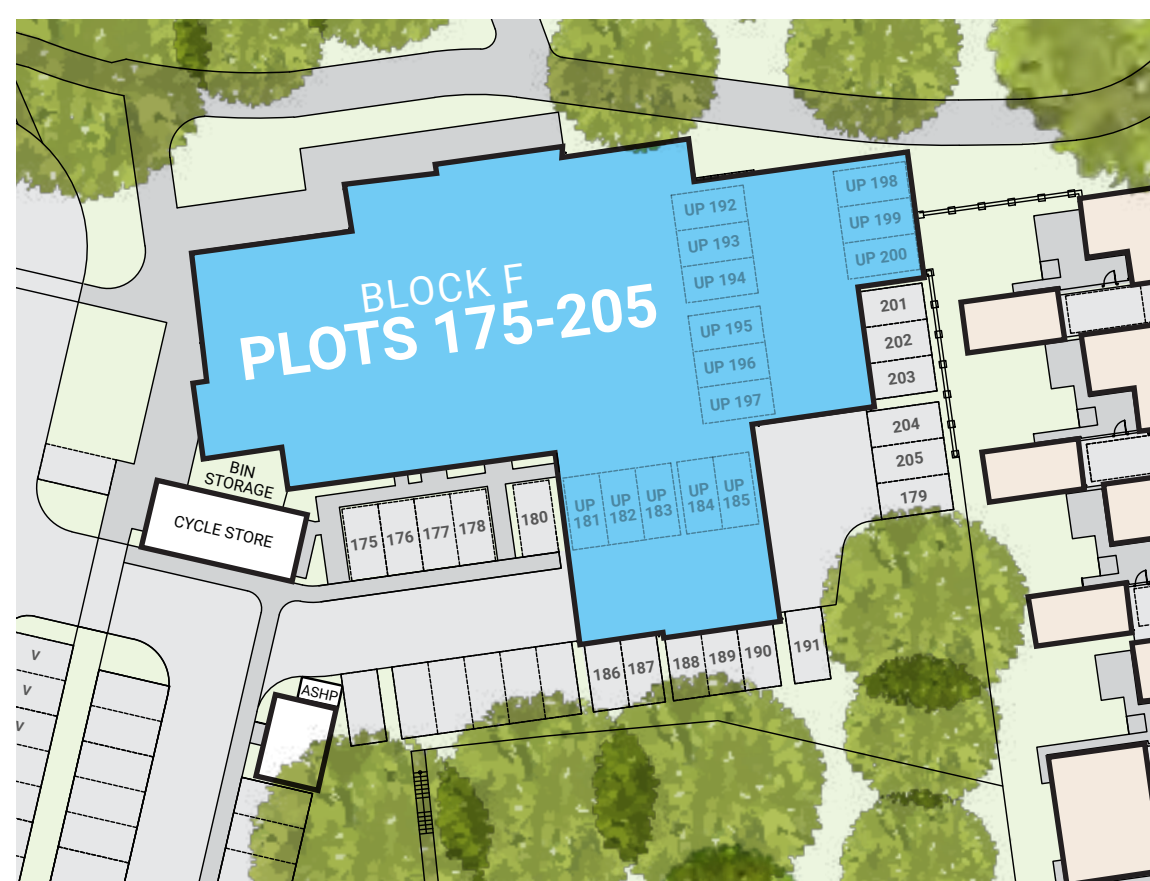 UP 198
UP 192
UP 199
UP 193
UP 200
UP 194
BLOCK F
PLOTS 175-205
201
UP 195
202
UP 196
203
UP 197
204
205
179
BIN
STORAGE
CYCLE STORE
175
176
177
178
180
UP
181
UP
182
UP
183
UP
184
UP
185
186
187
188
189
190
191
V
V
V
ASHP